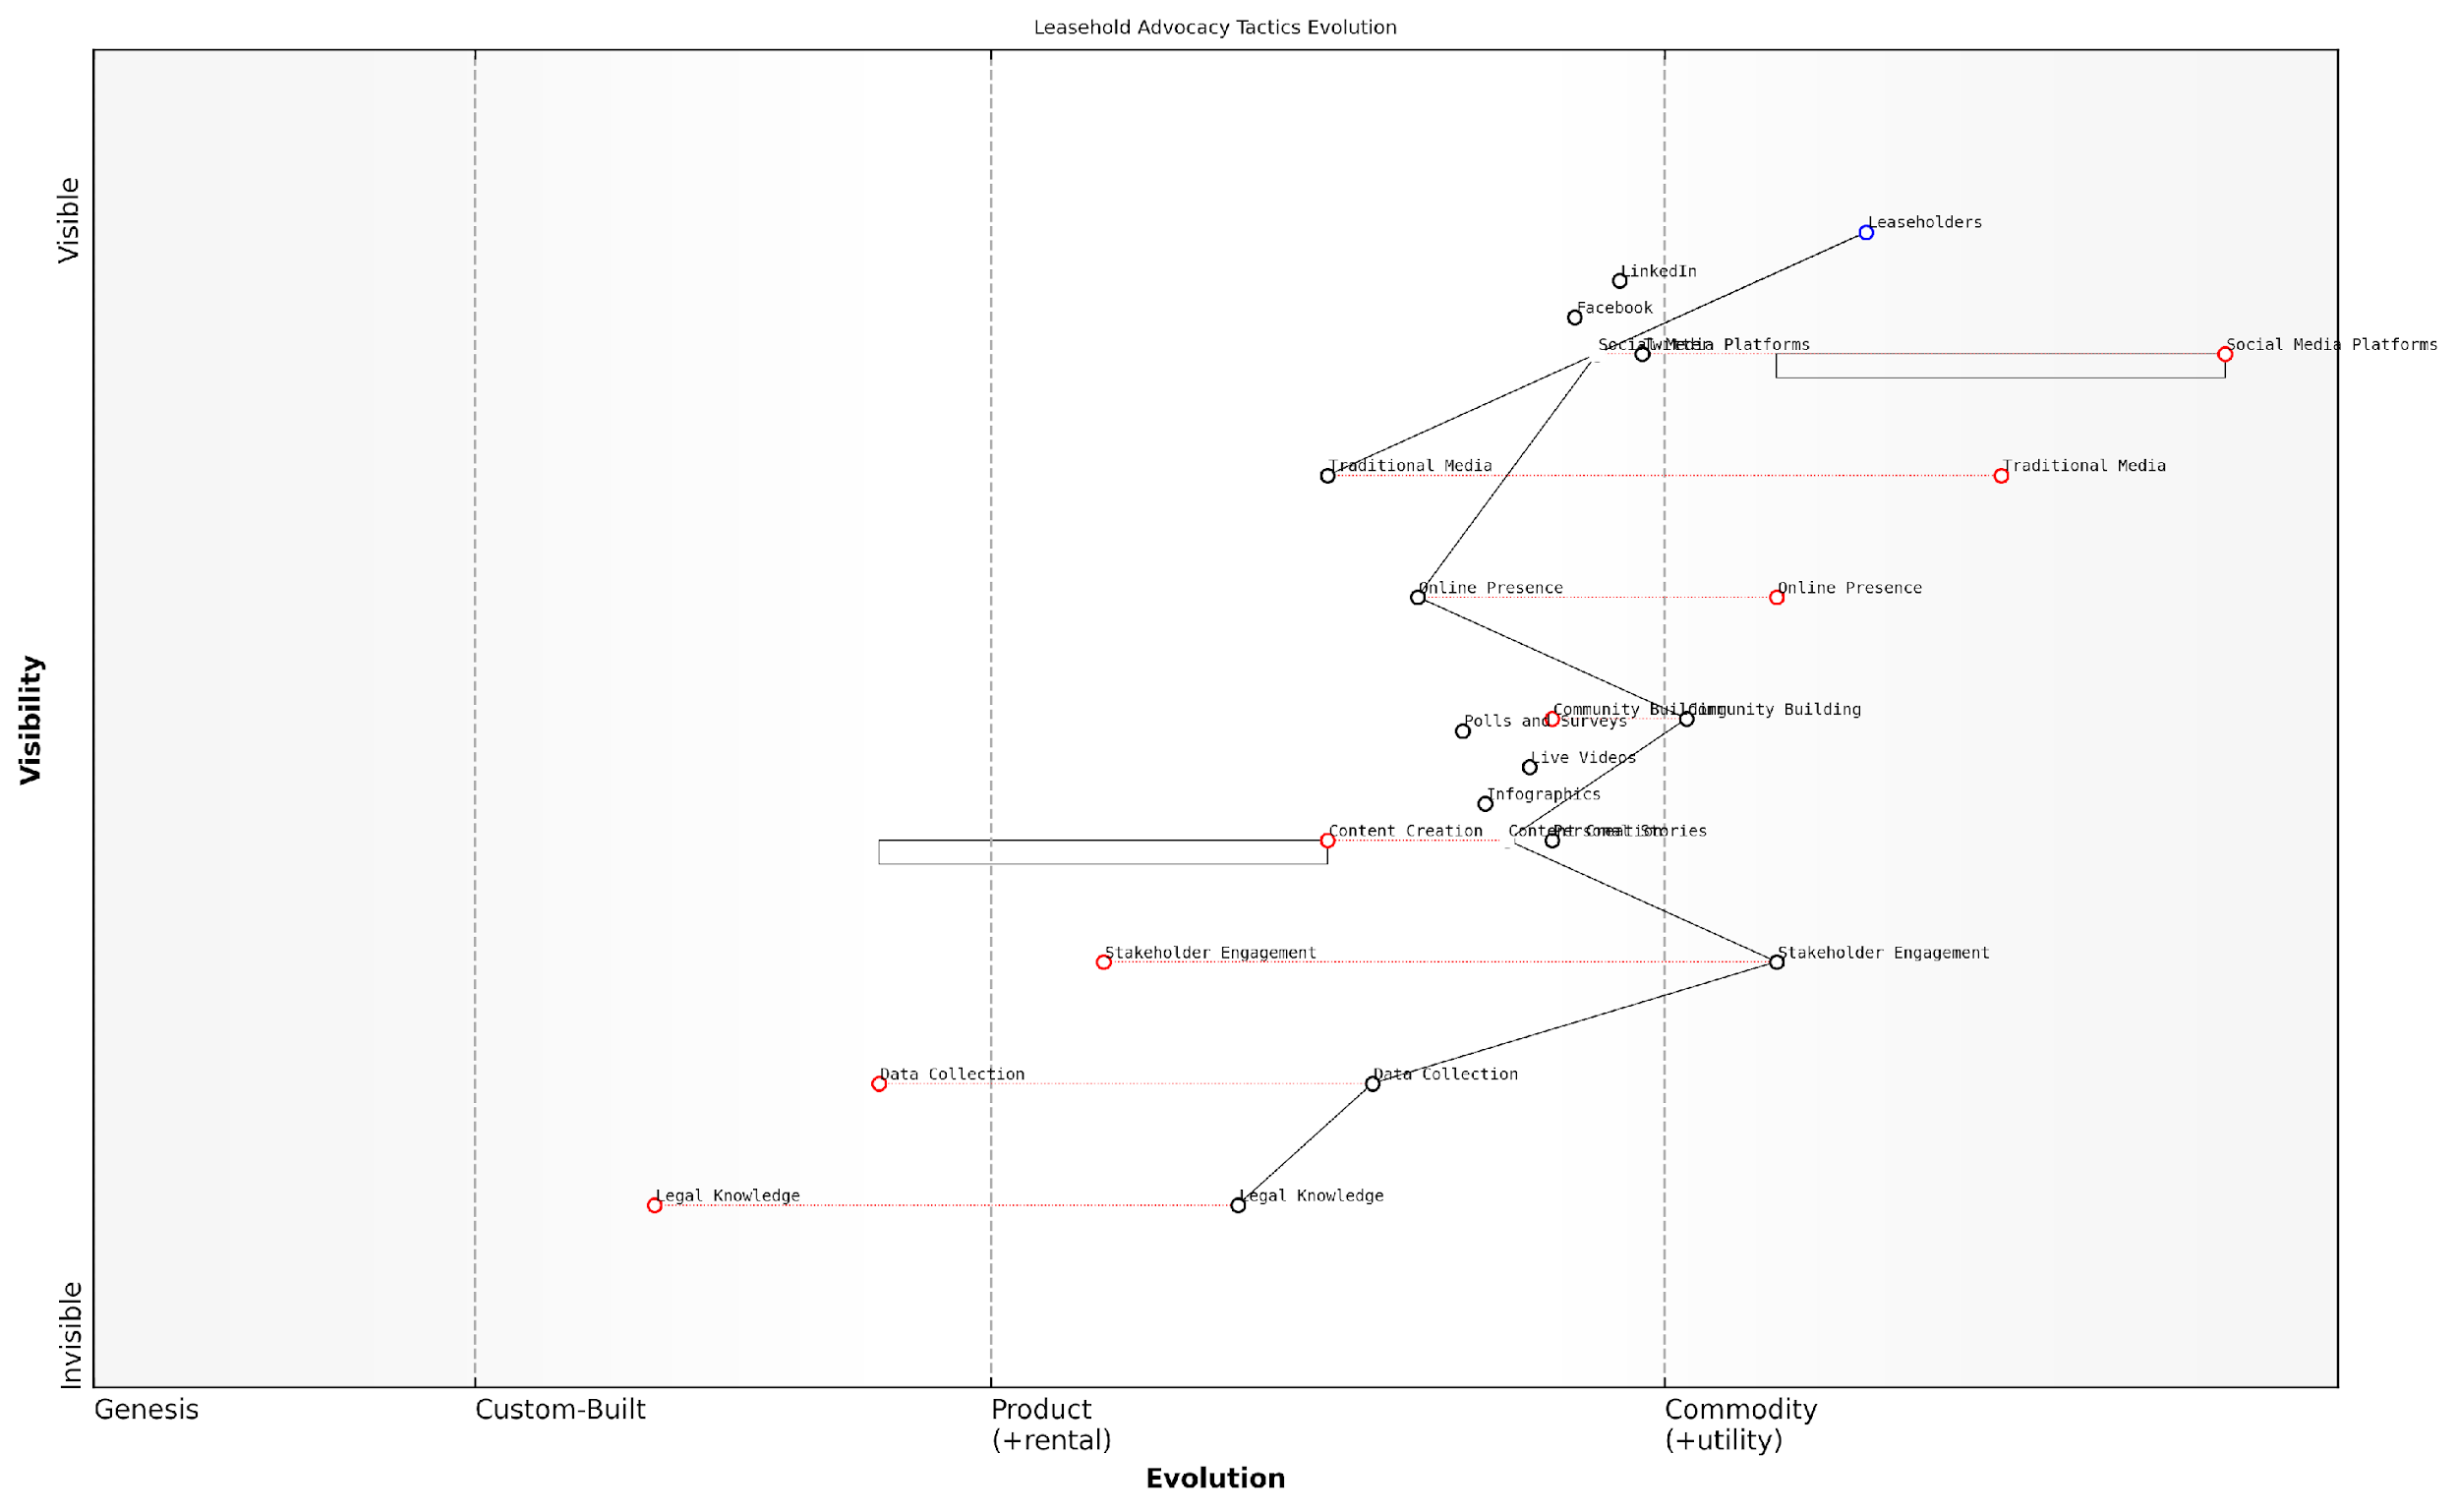 Leasehold Advocacy Tactics Evolution
Visible
Leaseholders
LinkedIn
Facebook
Social Media Platforms
Twitter
Social Media Platforms
Traditional Media
Traditional Media
Online Presence
Online Presence
Visibility
Community Building
Community Building
Polls and Surveys
Live Videos
Infographics
Content Creation
Content Creation
Personal Stories
Stakeholder Engagement
Stakeholder Engagement
Data Collection
Data Collection
Legal Knowledge
Legal Knowledge
Invisible
Genesis
Custom-Built
Product
(+rental)
Commodity
(+utility)
Evolution